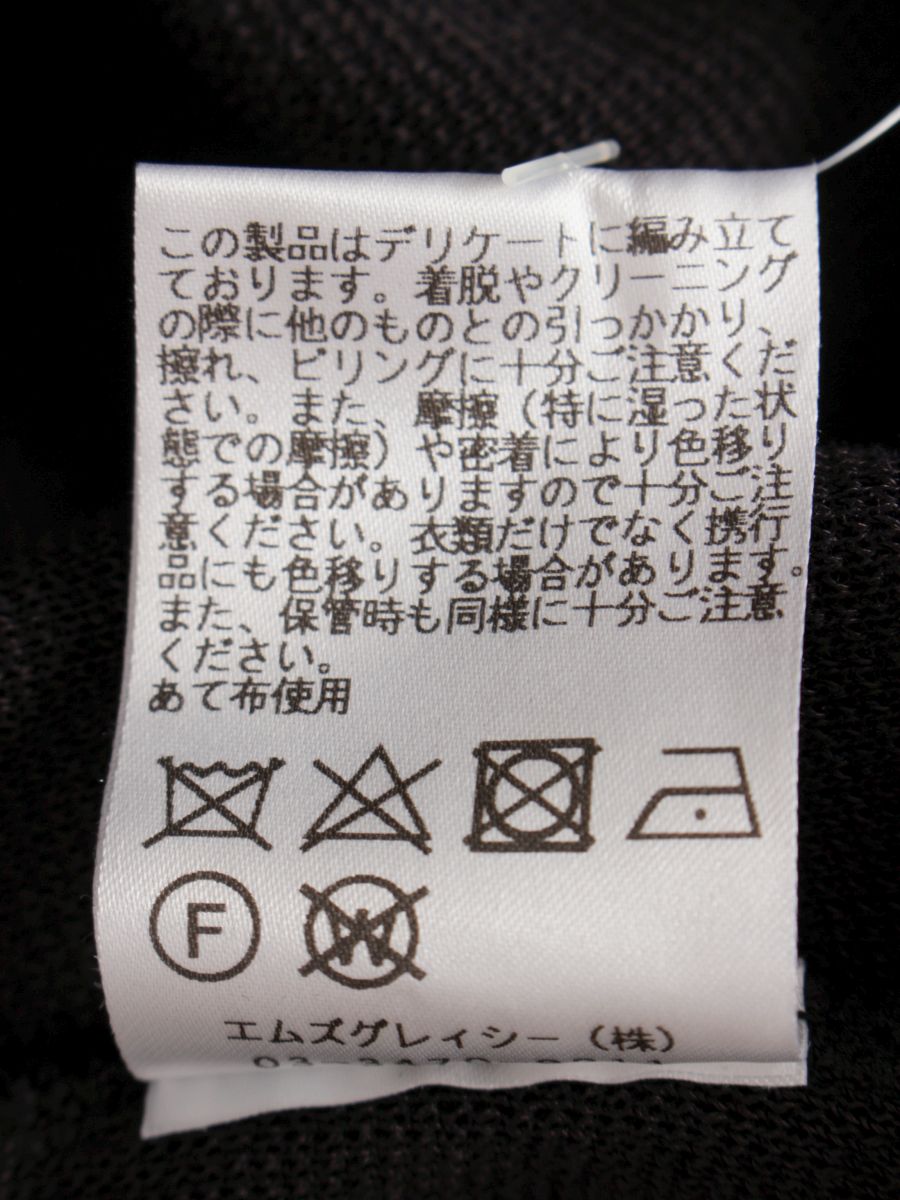 この製品はデリケートに編み立て
ております。着脱やクリーニング
の際に他のものとの引っかかり、
擦れ、ピリングに十分ご注意くだ
さい。また、摩擦（特に湿った状
態での摩擦）や密着により色移り
する場合がありますので十分ご注
意ください。衣類だけでなく携行
品にも色移りする場合があります。
また、保管時も同様に十分ご注意
ください。
あて布使用
F
W
エムズグレィシー（株）